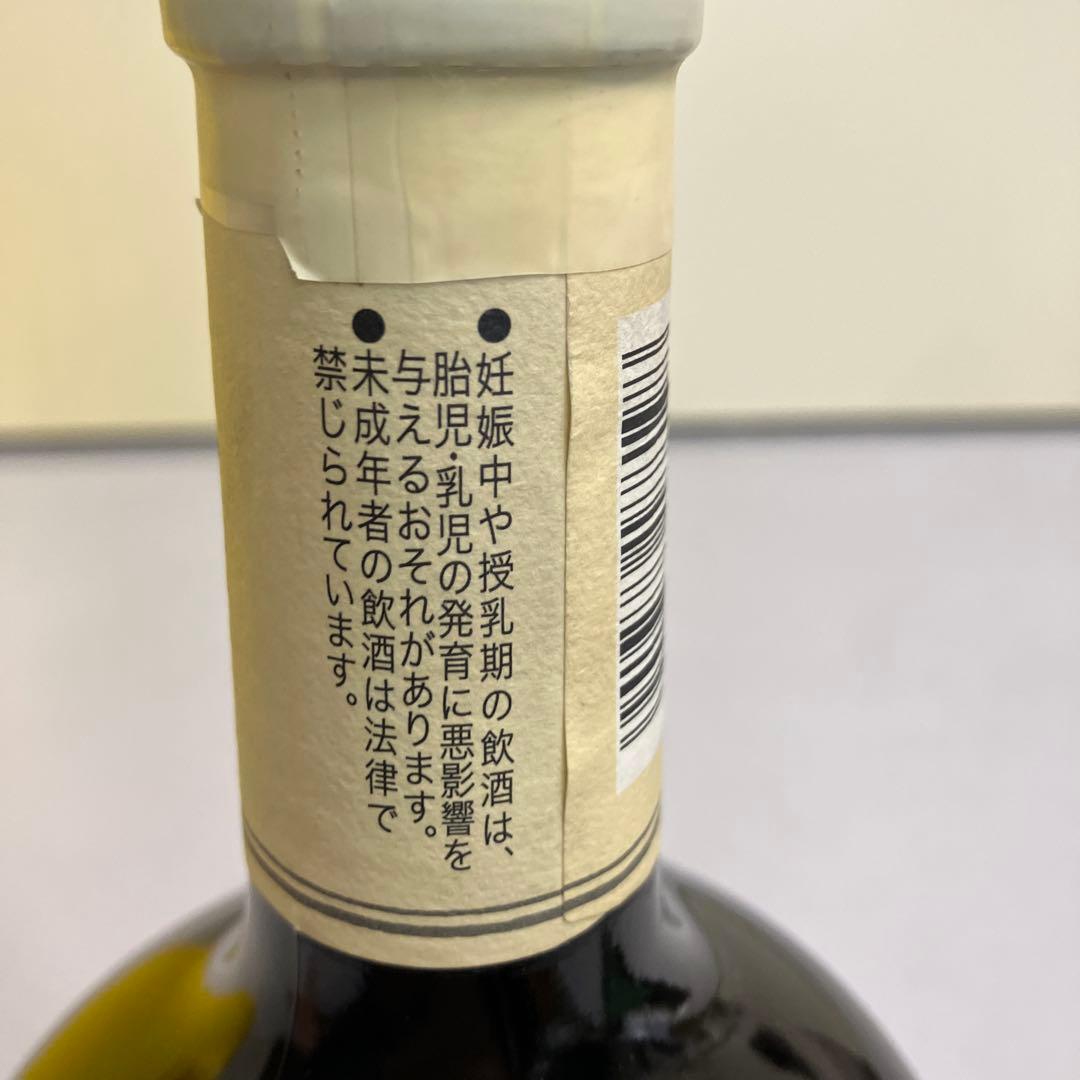 ●妊娠中や授乳期の飲酒は、
胎児・乳児の発育に悪影響を
与えるおそれがあります。
●未成年者の飲酒は法律で
禁じられています。